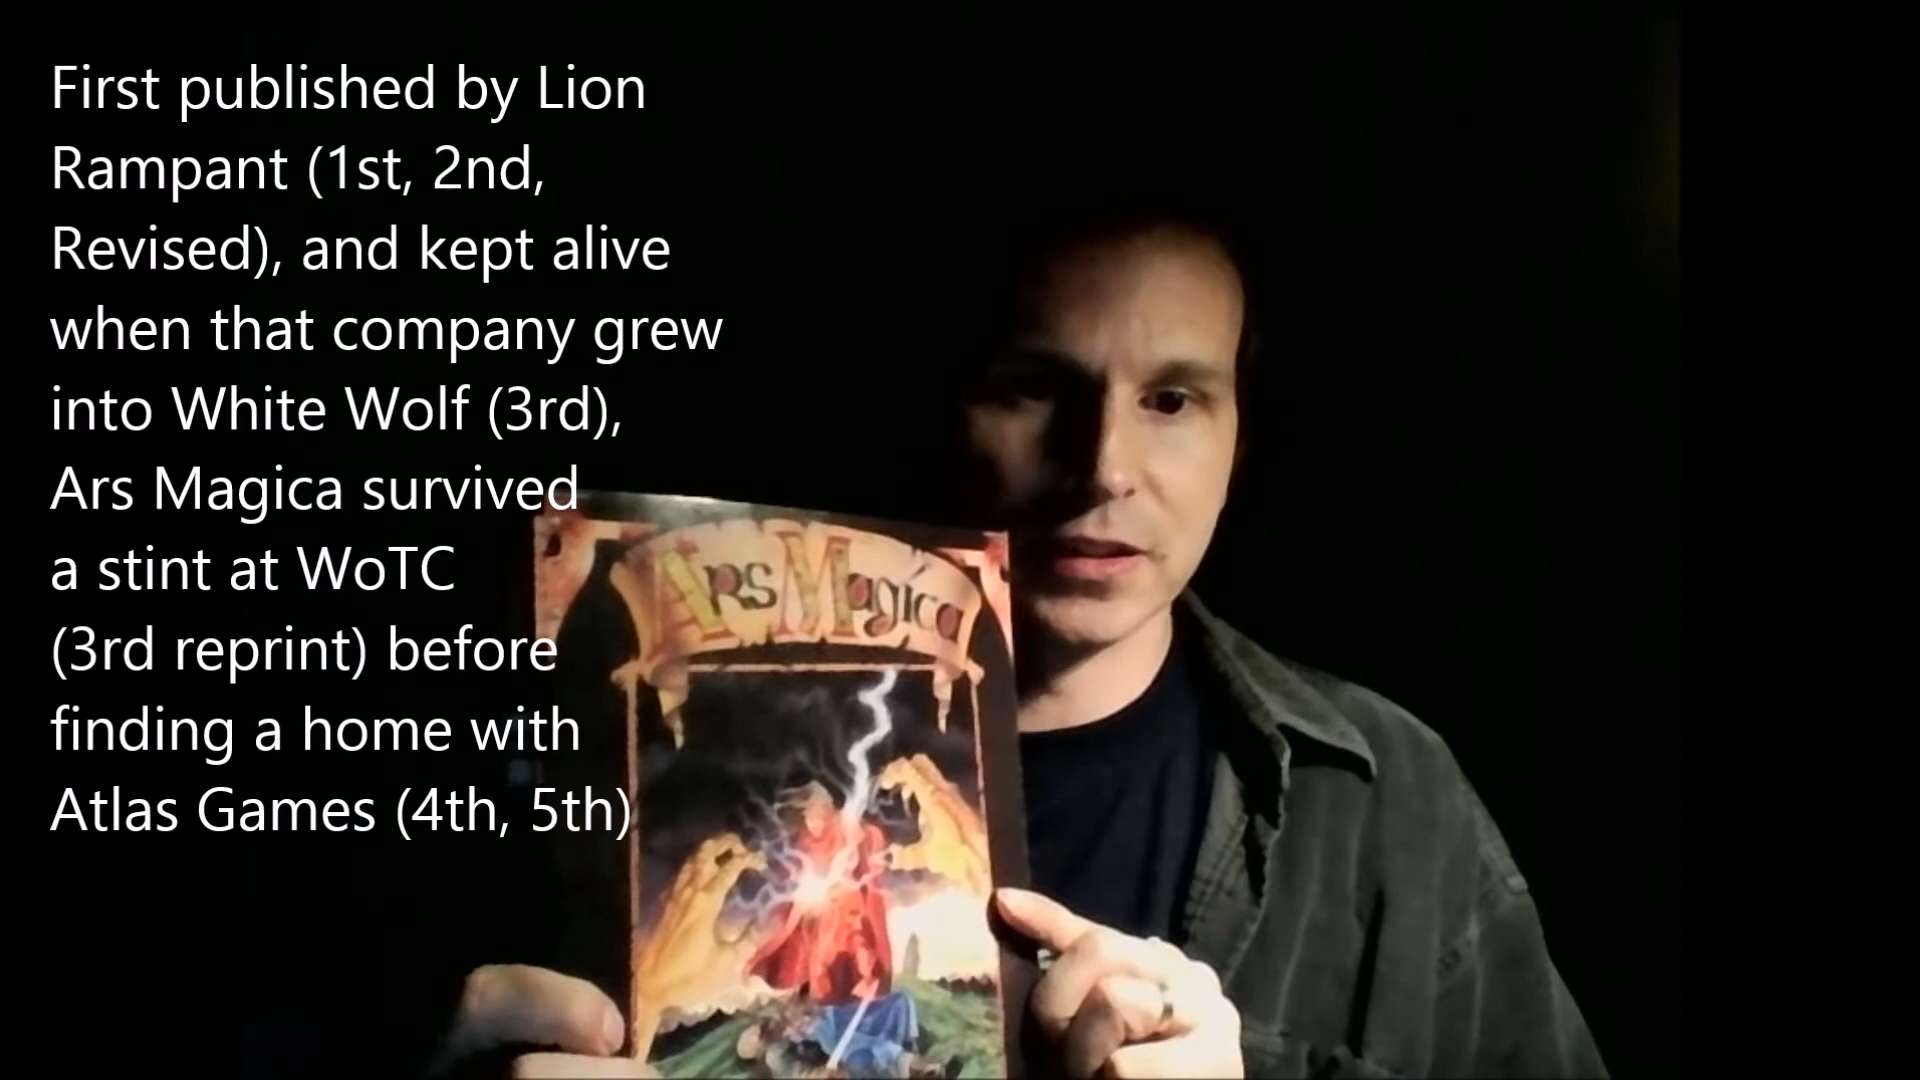 First published by Lion
Rampant (1st, 2nd,
Revised), and kept alive
when that company grew
into White Wolf (3rd),
Ars Magica survived
a stint at WoTC
(3rd reprint) before
finding a home with
Atlas Games (4th, 5th)
Ars Magica